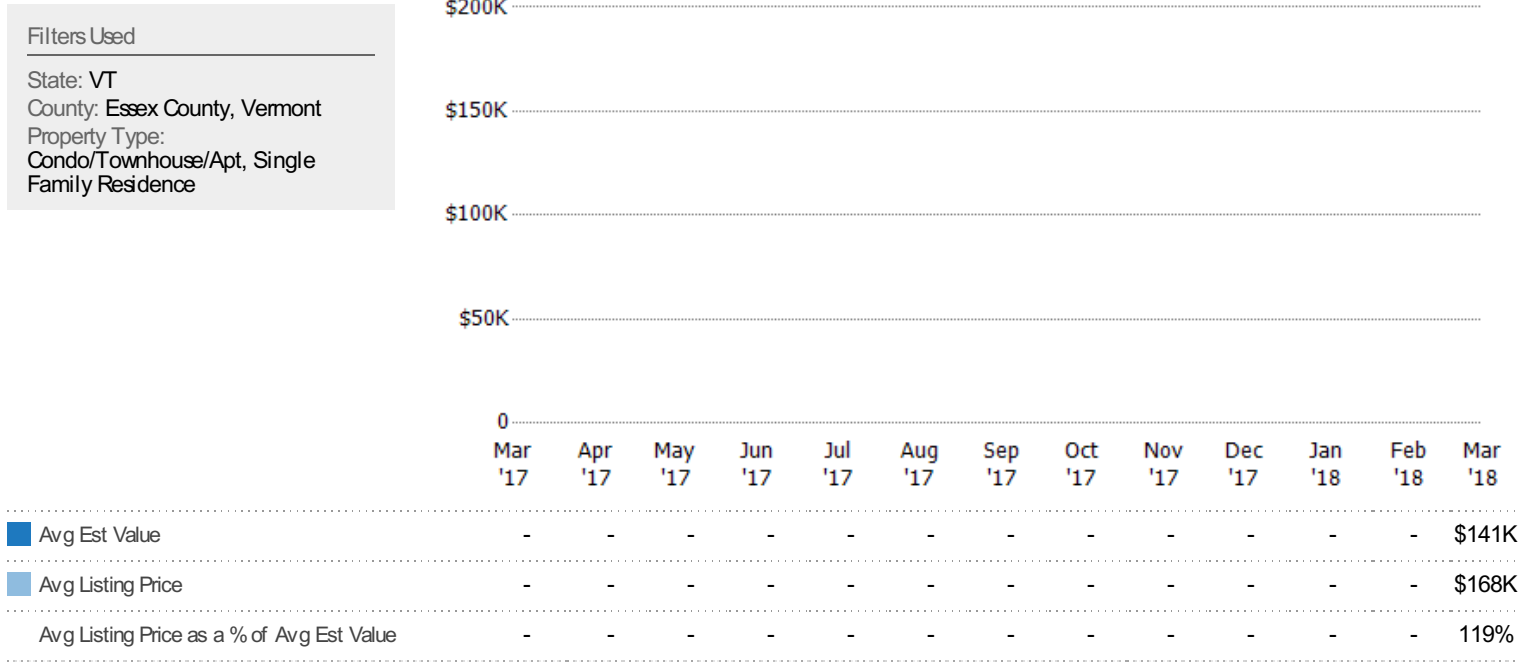 Filters Used
State: VT
County: Essex County, Vermont
Property Type:
Condo/Townhouse/Apt, Single
Family Residence
$200K
$150K
$100K
$50K
0
Mar Apr May Jun Jul Aug Sep Oct Nov Dec Jan Feb Mar
'17 '17 '17 '17 '17 '17 '17 '17 '17 '17 '18 '18 '18
Avg Est Value - - - - - - - - - - - - $141K
Avg Listing Price - - - - - - - - - - - - $168K
Avg Listing Price as a % of Avg Est Value - - - - - - - - - - - - 119%